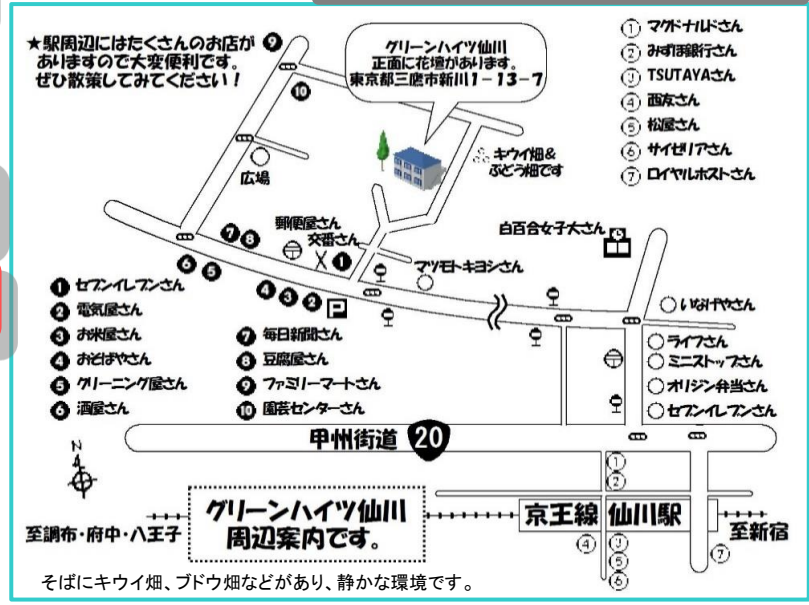 ★駅周辺にはたくさんのお店が
ありますので大変便利です。
ぜひ散策してみてください！
グリーンハイツ仙川
正面に花壇があります。
東京都三鷹市新川1-13-7
① マクドナルドさん
② みずほ銀行さん
③ TSUTAYAさん
④ 西友さん
⑤ 松屋さん
⑥ サイゼリアさん
⑦ ロイヤルホストさん
❾
❿
広場
キウイ畑&
ぶどう畑です
郵便屋さん
交番さん
❼ ❽
❶
マツモトキヨシさん
白百合女子大さん
❻ ❺
❹ ❸ ❷ P
いなげやさん
ライフさん
ミニストップさん
オリジン弁当さん
セブンイレブンさん
❶ セブンイレブンさん
❷電気屋さん
❸ お米屋さん
❹ おそばやさん
❺ クリーニング屋さん
❻ 酒屋さん
❼ 毎日新聞さん
❽ 豆腐屋さん
❾ ファミリーマートさん
❿ 園芸センターさん
甲州街道 20
N
①
②
グリーンハイツ仙川
周辺案内です。
京王線 仙川駅
至調布・府中・八王子
至新宿
④ ③
⑤
⑥
⑦
そばにキウイ畑、ブドウ畑などがあり、静かな環境です。